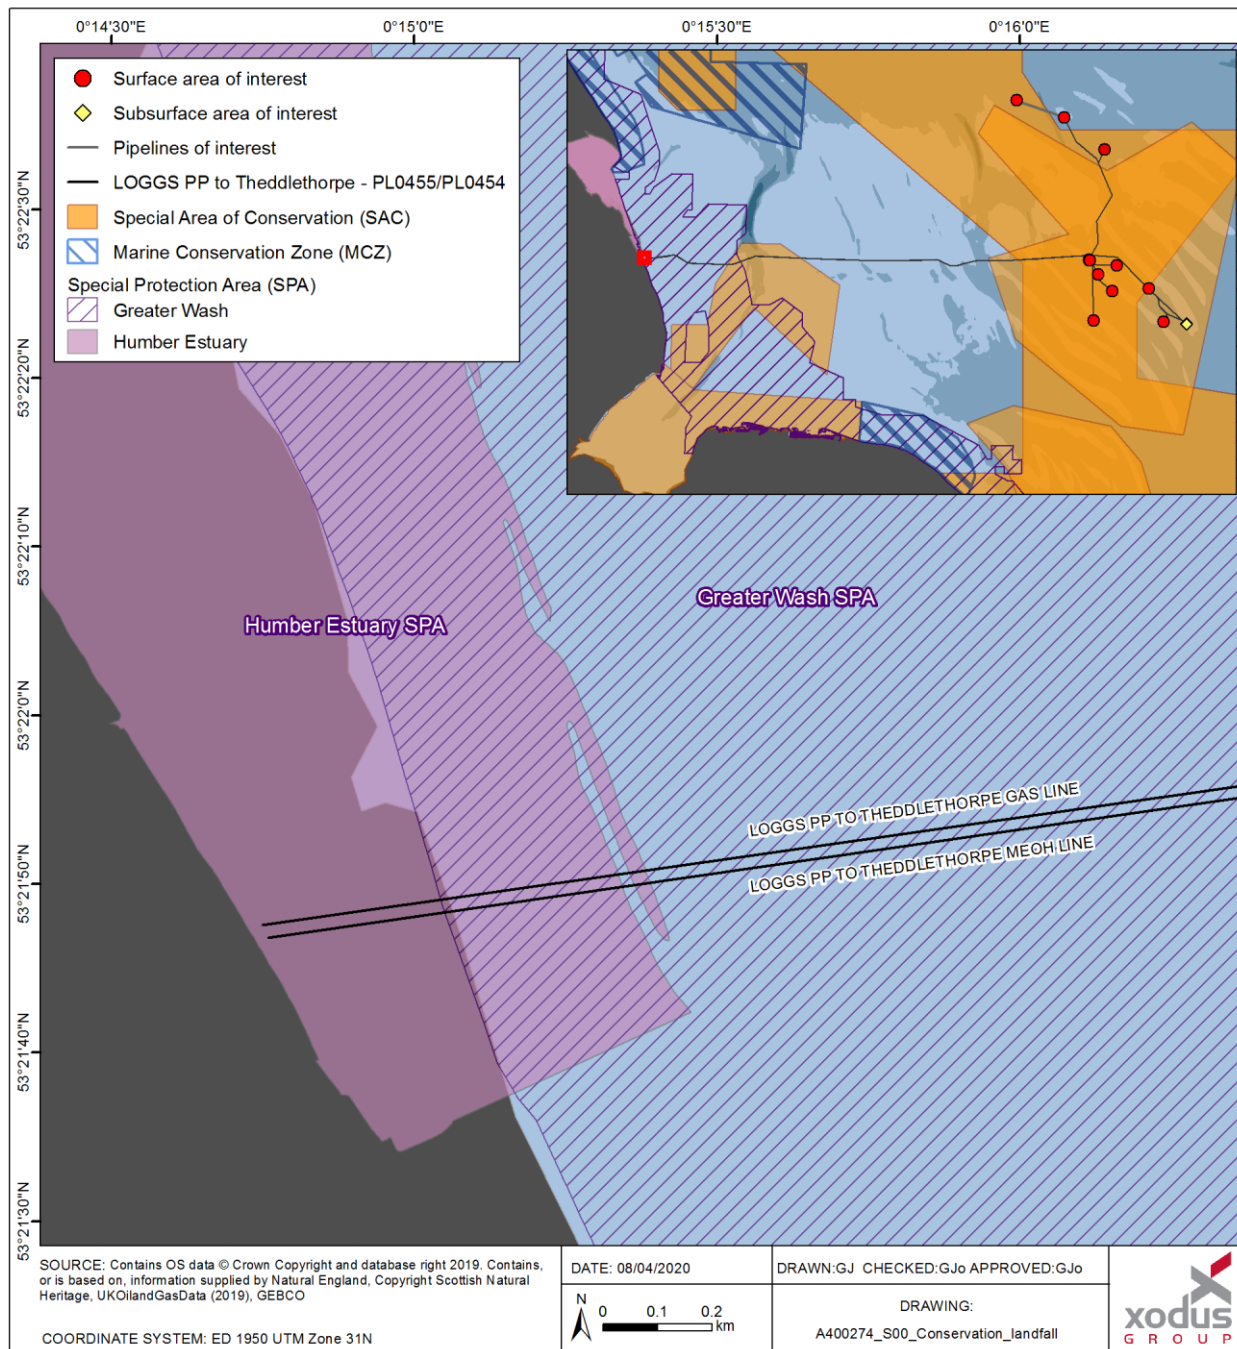 0°14'30"E
0°15'0"E
0°15'30"E
0°16'0"E
Surface area of interest
Subsurface area of interest
Pipelines of interest
LOGGS PP to Theddlethorpe - PL0455/PL0454
Special Area of Conservation (SAC)
Marine Conservation Zone (MCZ)
Special Protection Area (SPA)
Greater Wash
Humber Estuary
53°22'30"N
53°22'20"N
53°22'10"N
53°22'0"N
53°21'50"N
53°21'40"N
53°21'30"N
Greater Wash SPA
Humber Estuary SPA
LOGGS PP TO THEDDLETHORPE GAS LINE
LOGGS PP TO THEDDLETHORPE MEOH LINE
SOURCE: Contains OS data © Crown Copyright and database right 2019. Contains,
or is based on, information supplied by Natural England, Copyright Scottish Natural
Heritage, UKOilandGasData (2019), GEBCO
COORDINATE SYSTEM: ED 1950 UTM Zone 31N
DATE: 08/04/2020
N
0 0.1 0.2
km
DRAWN:GJ CHECKED:GJo APPROVED:GJo
DRAWING:
A400274_S00_Conservation_landfall
xodus
GROUP